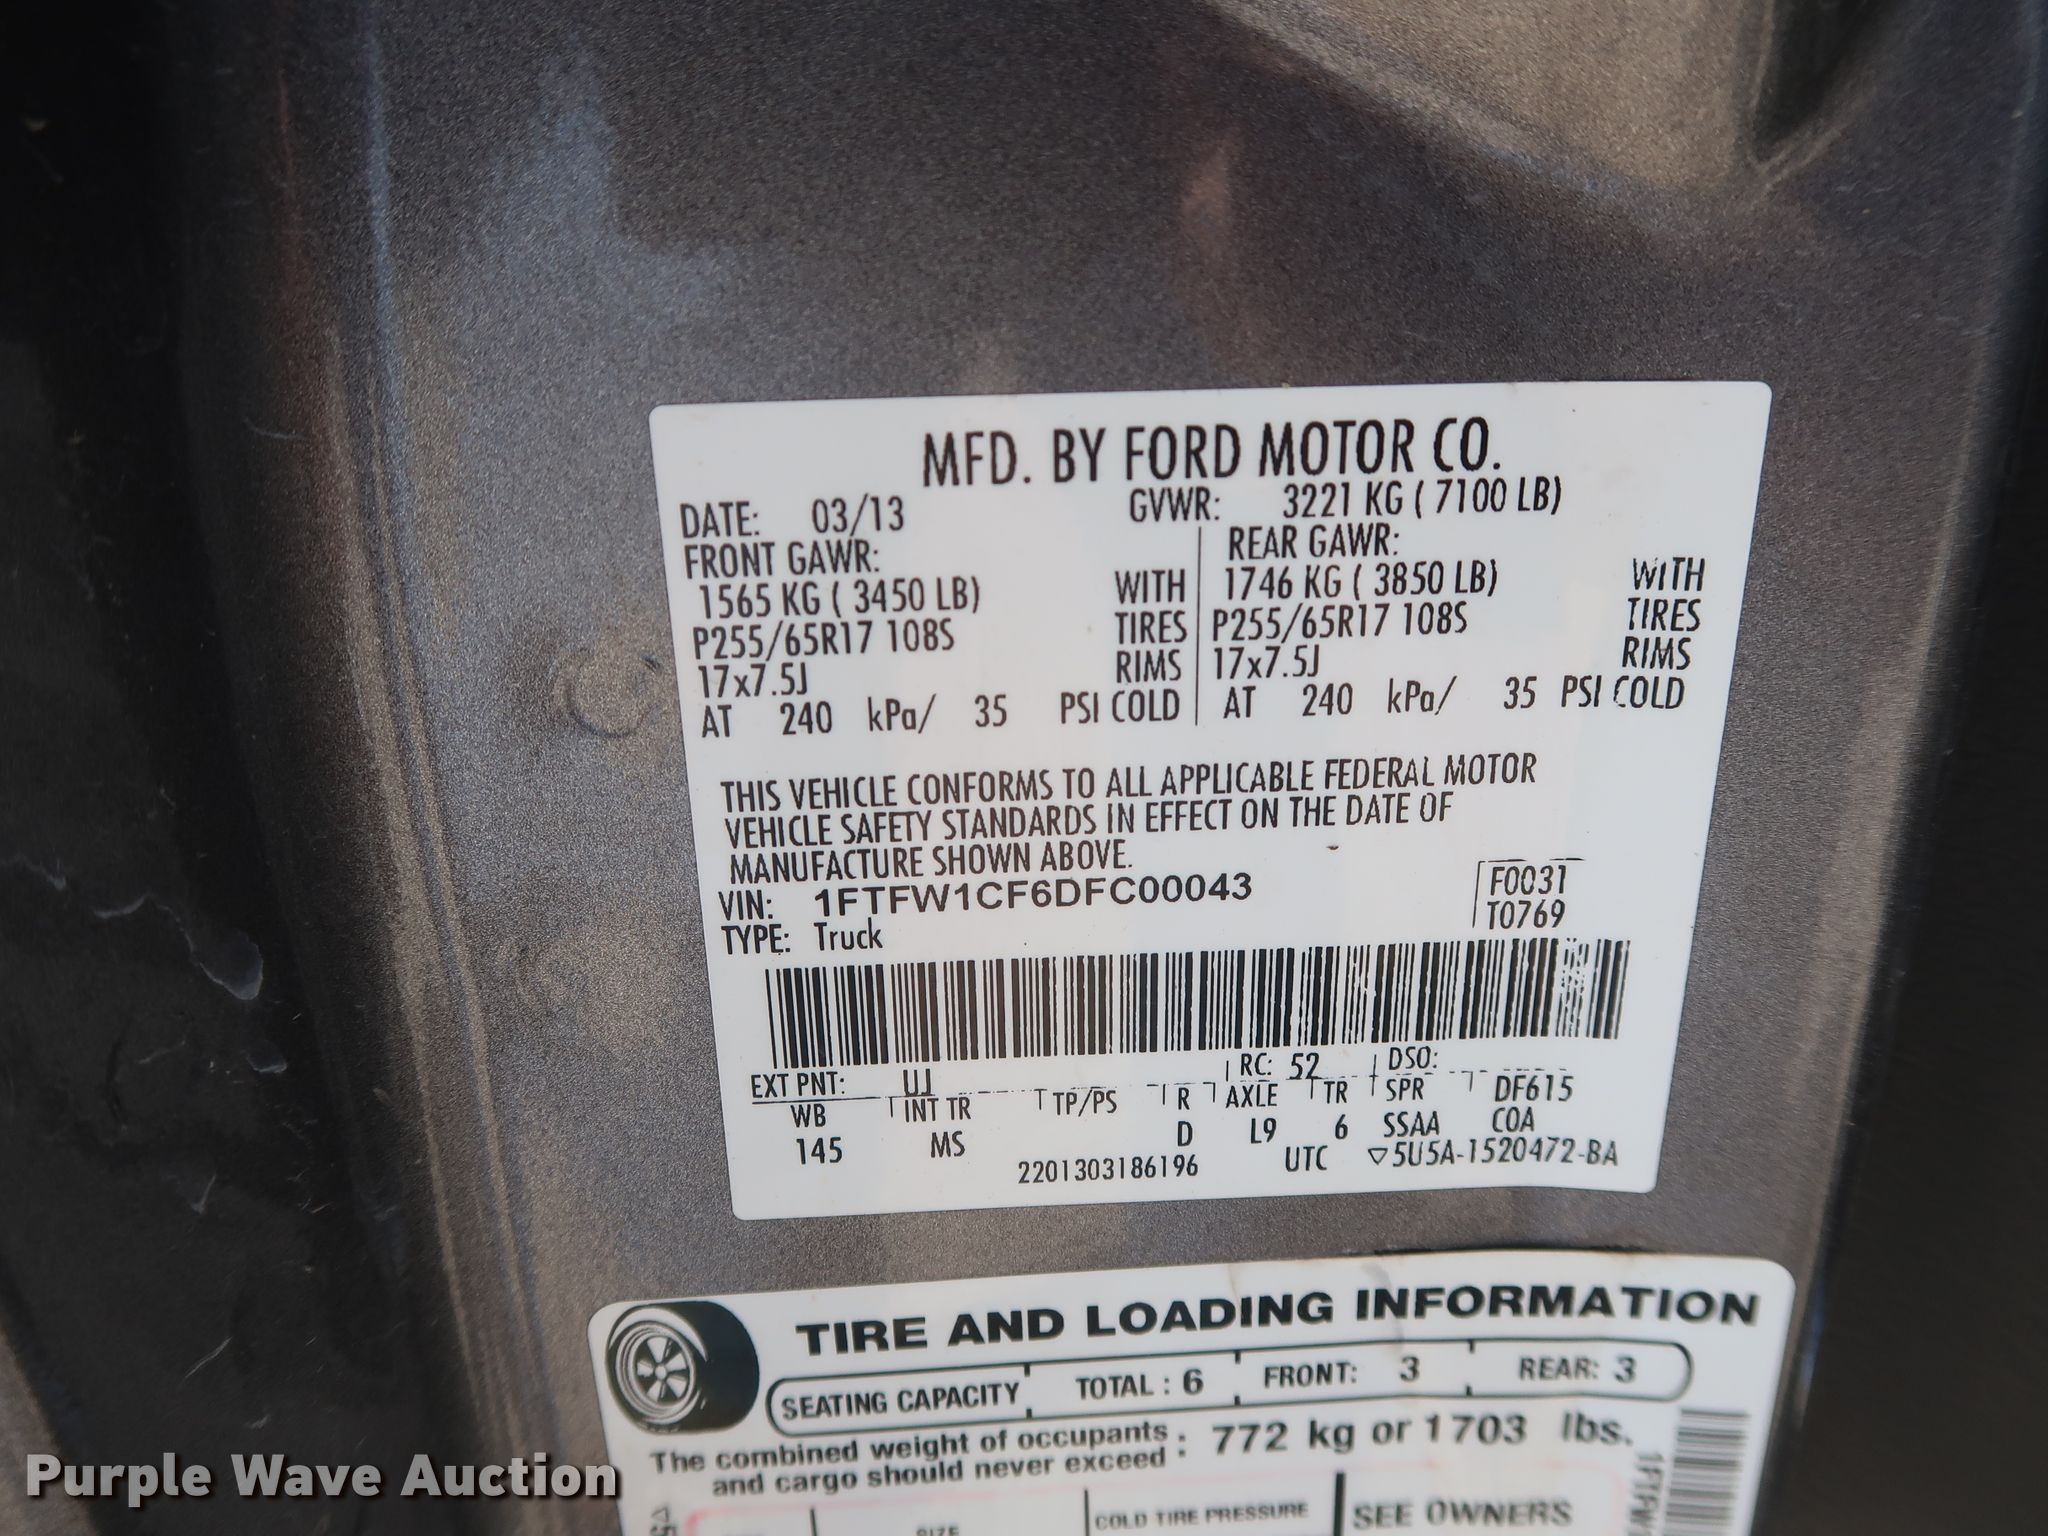 MFD. BY FORD MOTOR CO.
DATE: 03/13 GVWR: 3221 KG ( 7100 LB)
FRONT GAWR: REAR GAWR:
1565 KG ( 3450 LB) WITH 1746 KG ( 3850 LB) WITH
P255/65R17 108S TIRES P255/65R17 108S TIRES
17x7.5J RIMS 17x7.5J RIMS
AT 240 kPa/ 35 PSI COLD AT 240 kPa/ 35 PSI COLD
THIS VEHICLE CONFORMS TO ALL APPLICABLE FEDERAL MOTOR
VEHICLE SAFETY STANDARDS IN EFFECT ON THE DATE OF
MANUFACTURE SHOWN ABOVE.
VIN: 1FTFW1CF6DFC00043 F0031
TYPE: Truck T0769
EXT PNT: UJ RC: 52 DSO:
WB INT TR TP/PS R AXLE TR SPR DF615
145 MS D L9 6 SSAA COA
2201303186196 UTC ▽5U5A-1520472-BA
TIRE AND LOADING INFORMATION
SEATING CAPACITY TOTAL : 6 FRONT: 3 REAR: 3
The combined weight of occupants : 772 kg or 1703 lbs.
and cargo should never exceed :
SIZE COLD TIRE PRESSURE SEE OWNERS
Purple Wave Auction